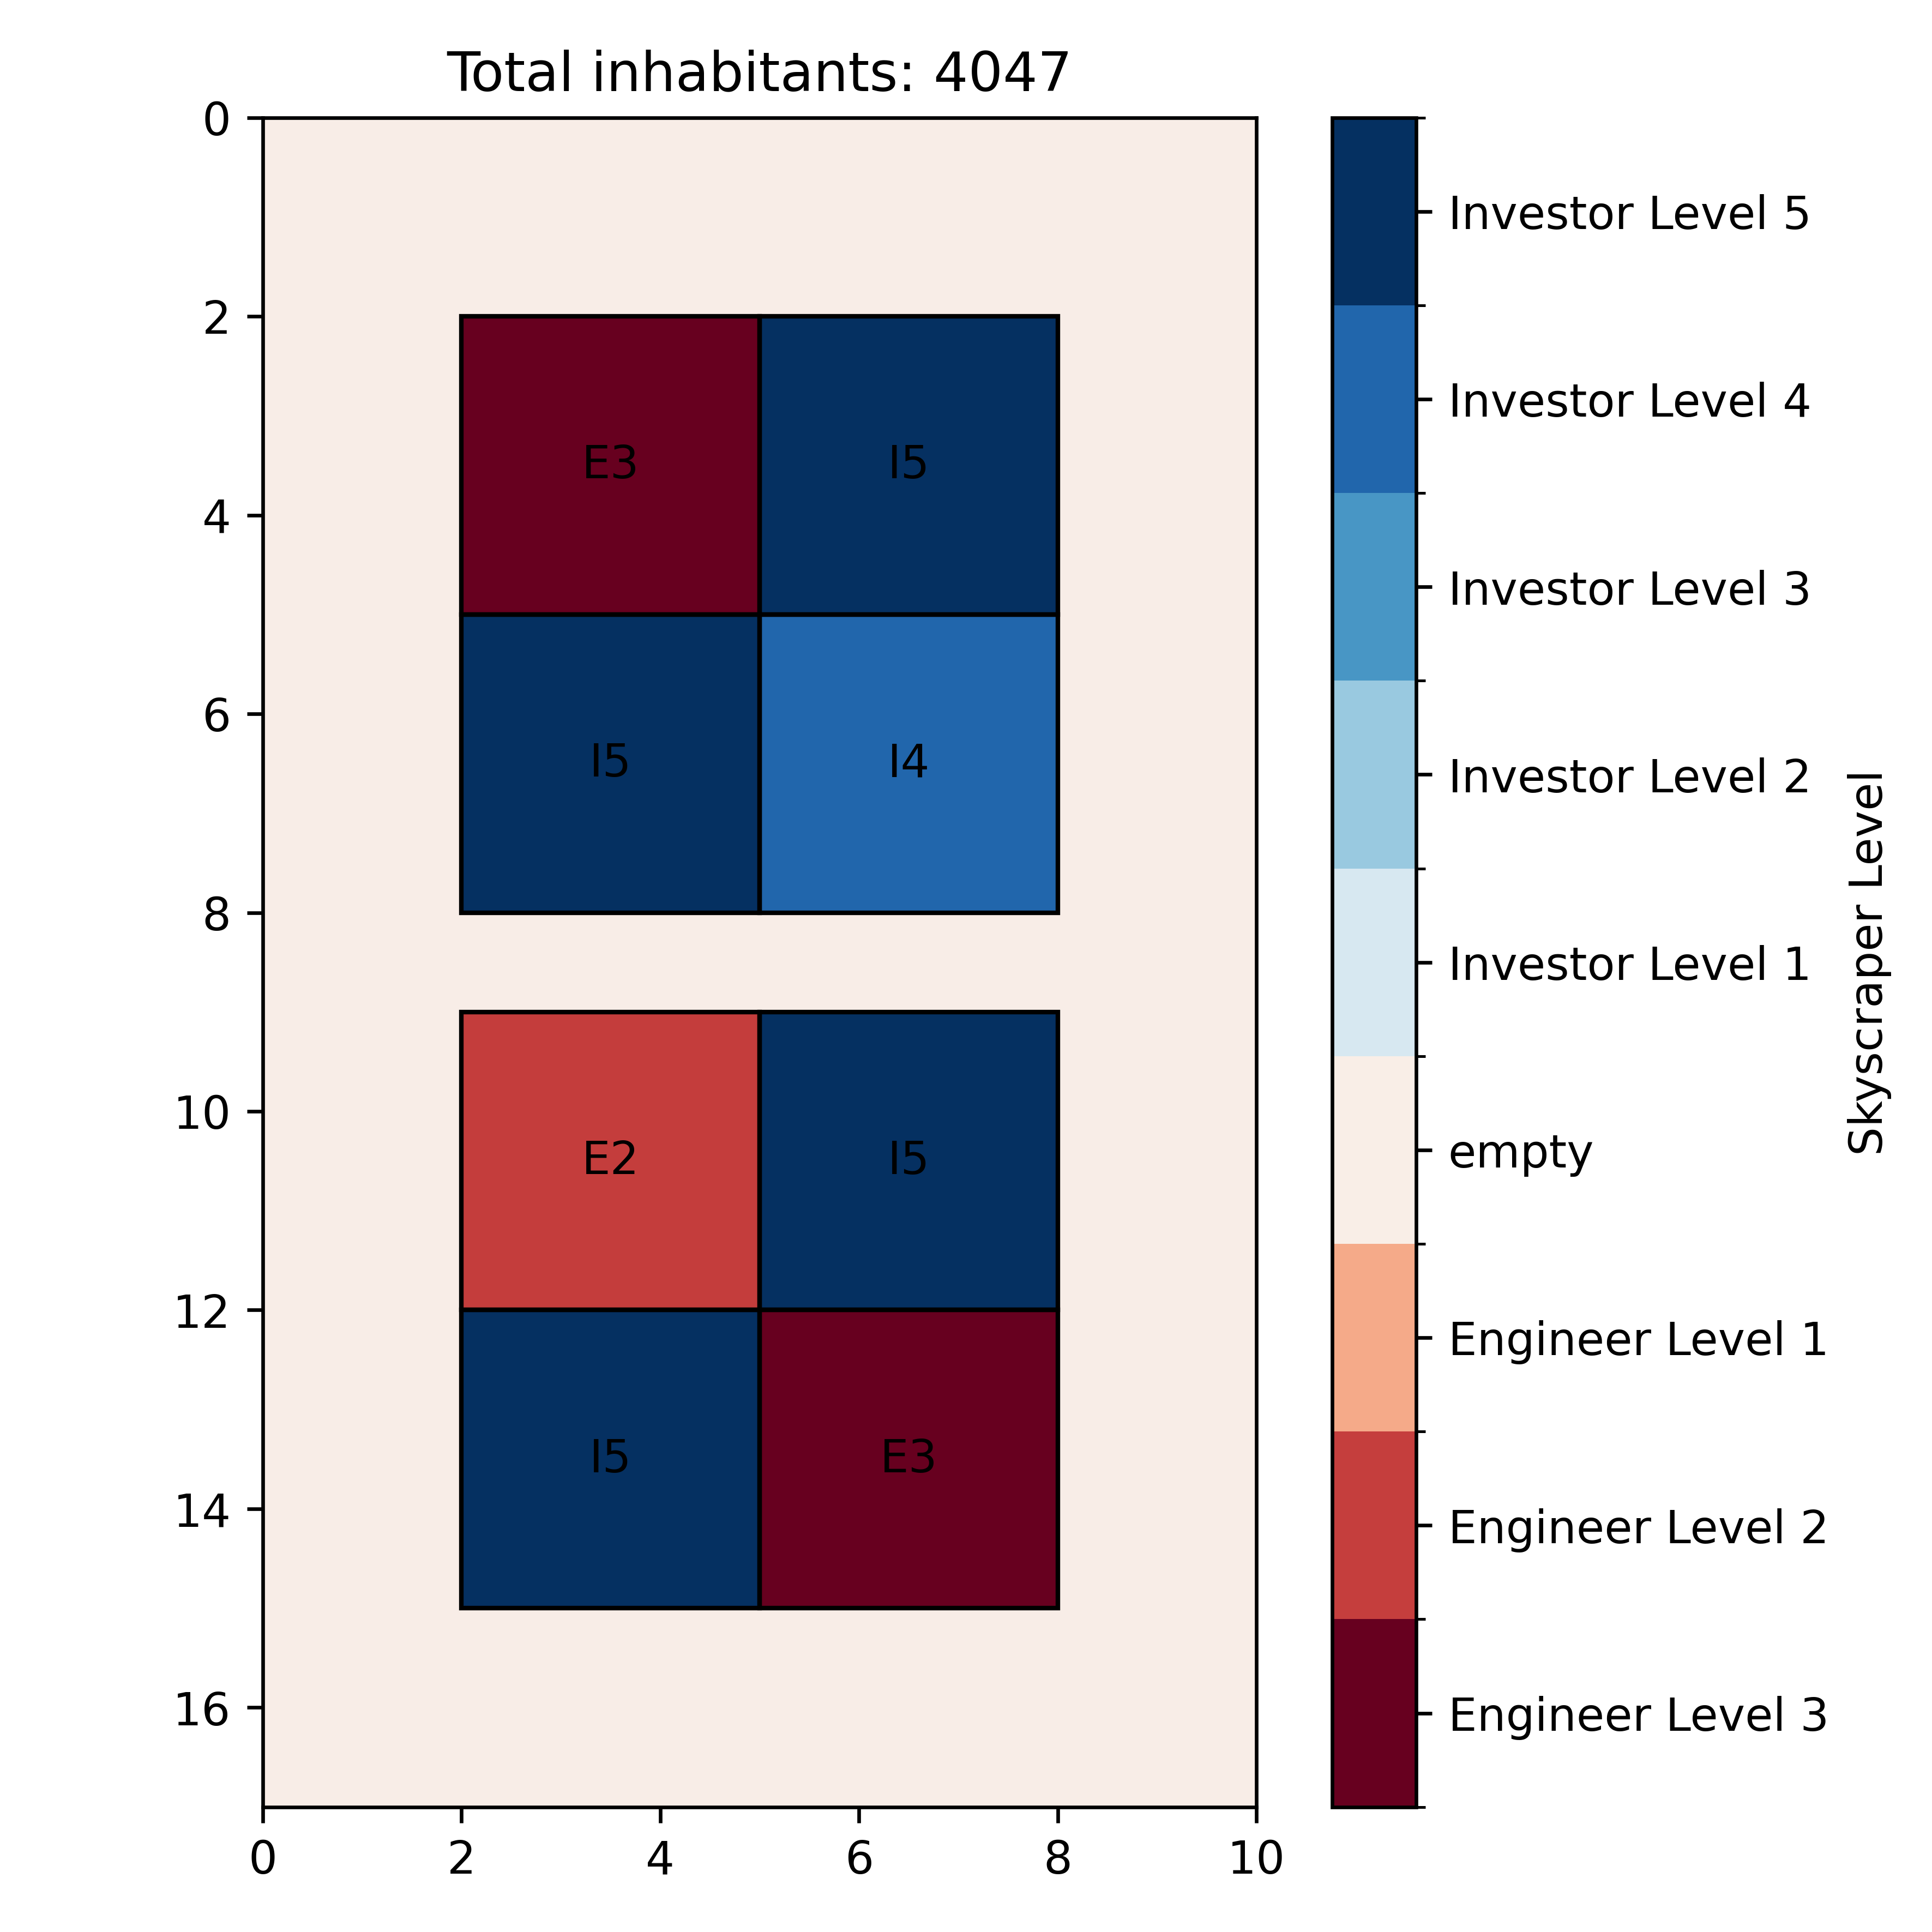 Total inhabitants: 4047
0
2
4
6
8
10
12
14
16
0 2 4 6 8 10
E3 I5
I5 I4
E2 I5
I5 E3
Investor Level 5
Investor Level 4
Investor Level 3
Investor Level 2
Investor Level 1
empty
Engineer Level 1
Engineer Level 2
Engineer Level 3
Skyscraper Level